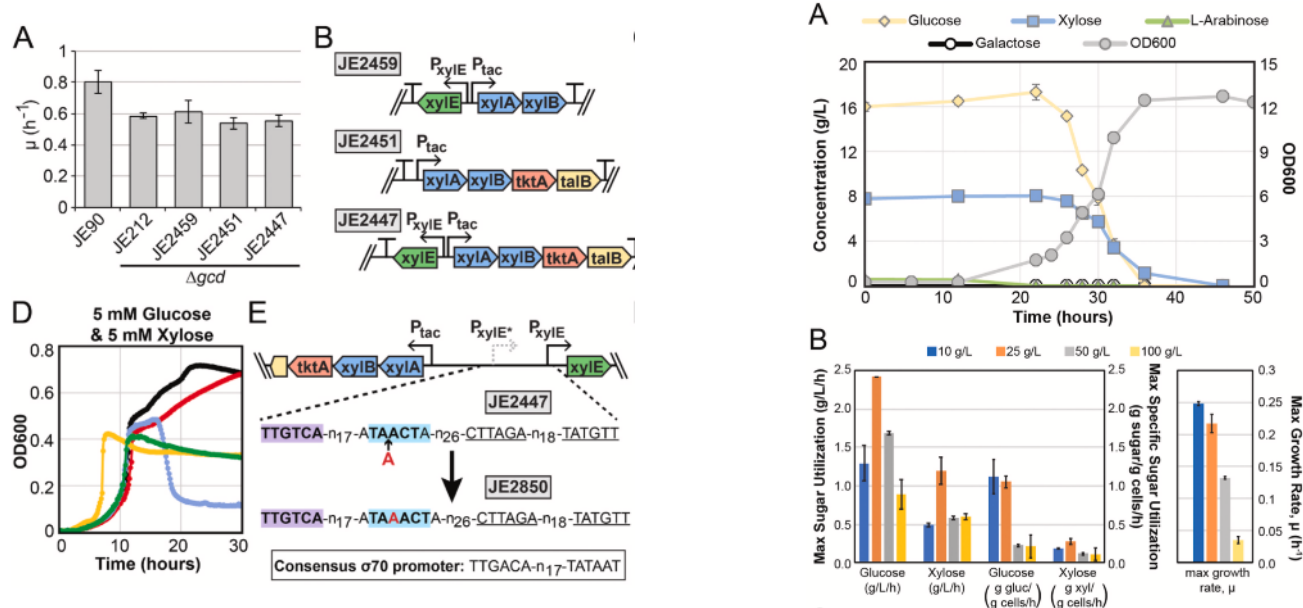 A
1
0.8
0.6
0.4
0.2
0
μ (h⁻¹)
JE90
JE212
JE2459
JE2451
JE2447
Δgcd
B
JE2459
PxylE
Ptac
xylE
xylA
xylB
JE2451
Ptac
xylA
xylB
tktA
talB
JE2447
PxylE
Ptac
xylE
xylA
xylB
tktA
talB
D
5 mM Glucose
& 5 mM Xylose
OD600
0.8
0.6
0.4
0.2
0
0
10
20
30
Time (hours)
E
Ptac
PxylE*
PxylE
tktA
xylB
xylA
xylE
JE2447
TTGTCA-n17-ATAACTA-n26-CTTAGA-n18-TATGTT
A
JE2850
TTGTCA-n17-ATAAACTA-n26-CTTAGA-n18-TATGTT
Consensus σ70 promoter: TTGACA-n17-TATAAT
A
Glucose
Xylose
L-Arabinose
Galactose
OD600
Concentration (g/L)
20
16
12
8
4
0
15
12
9
6
3
0
OD600
0
10
20
30
40
50
Time (hours)
B
10 g/L
25 g/L
50 g/L
100 g/L
Max Sugar Utilization (g/L/h)
2.5
2.0
1.5
1.0
0.5
0.0
2.5
2.0
1.5
1.0
0.5
0.0
Max Specific Sugar Utilization
(g sugar/g cells/h)
Glucose
(g/L/h)
Xylose
(g/L/h)
Glucose
(g gluc/
g cells/h)
Xylose
(g xyl/
g cells/h)
0.3
0.25
0.2
0.15
0.1
0.05
0
Max Growth Rate, μ (h⁻¹)
max growth
rate, μ